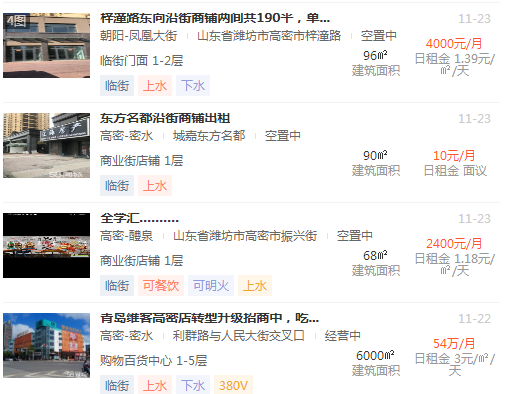 4图
梓潼路东向沿街商铺两间共190平，单...
11-23
朝阳-凤凰大街 山东省潍坊市高密市梓潼路 空置中
临街门面 1-2层
96㎡
建筑面积
4000元/月
日租金 1.39元/㎡/天
临街 上水 下水
东方名都沿街商铺出租
11-23
高密-密水 城嘉东方名都 空置中
商业街店铺 1层
90㎡
建筑面积
10元/月
日租金 面议
临街 上水
全学汇..........
11-23
高密-醴泉 山东省潍坊市高密市振兴街 空置中
商业街店铺 1层
68㎡
建筑面积
2400元/月
日租金 1.18元/㎡/天
临街 可餐饮 可明火 上水
青岛维客高密店转型升级招商中，吃...
11-22
高密-密水 利群路与人民大街交叉口 经营中
购物百货中心 1-5层
6000㎡
建筑面积
54万/月
日租金 3元/㎡/天
临街 上水 下水 380V